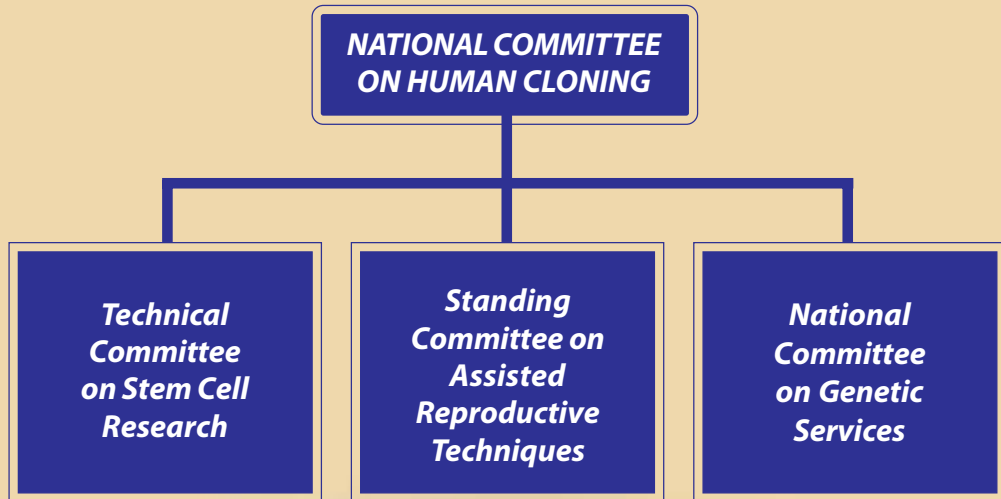 NATIONAL COMMITTEE
ON HUMAN CLONING
Technical
Committee
on Stem Cell
Research
Standing
Committee on
Assisted
Reproductive
Techniques
National
Committee
on Genetic
Services